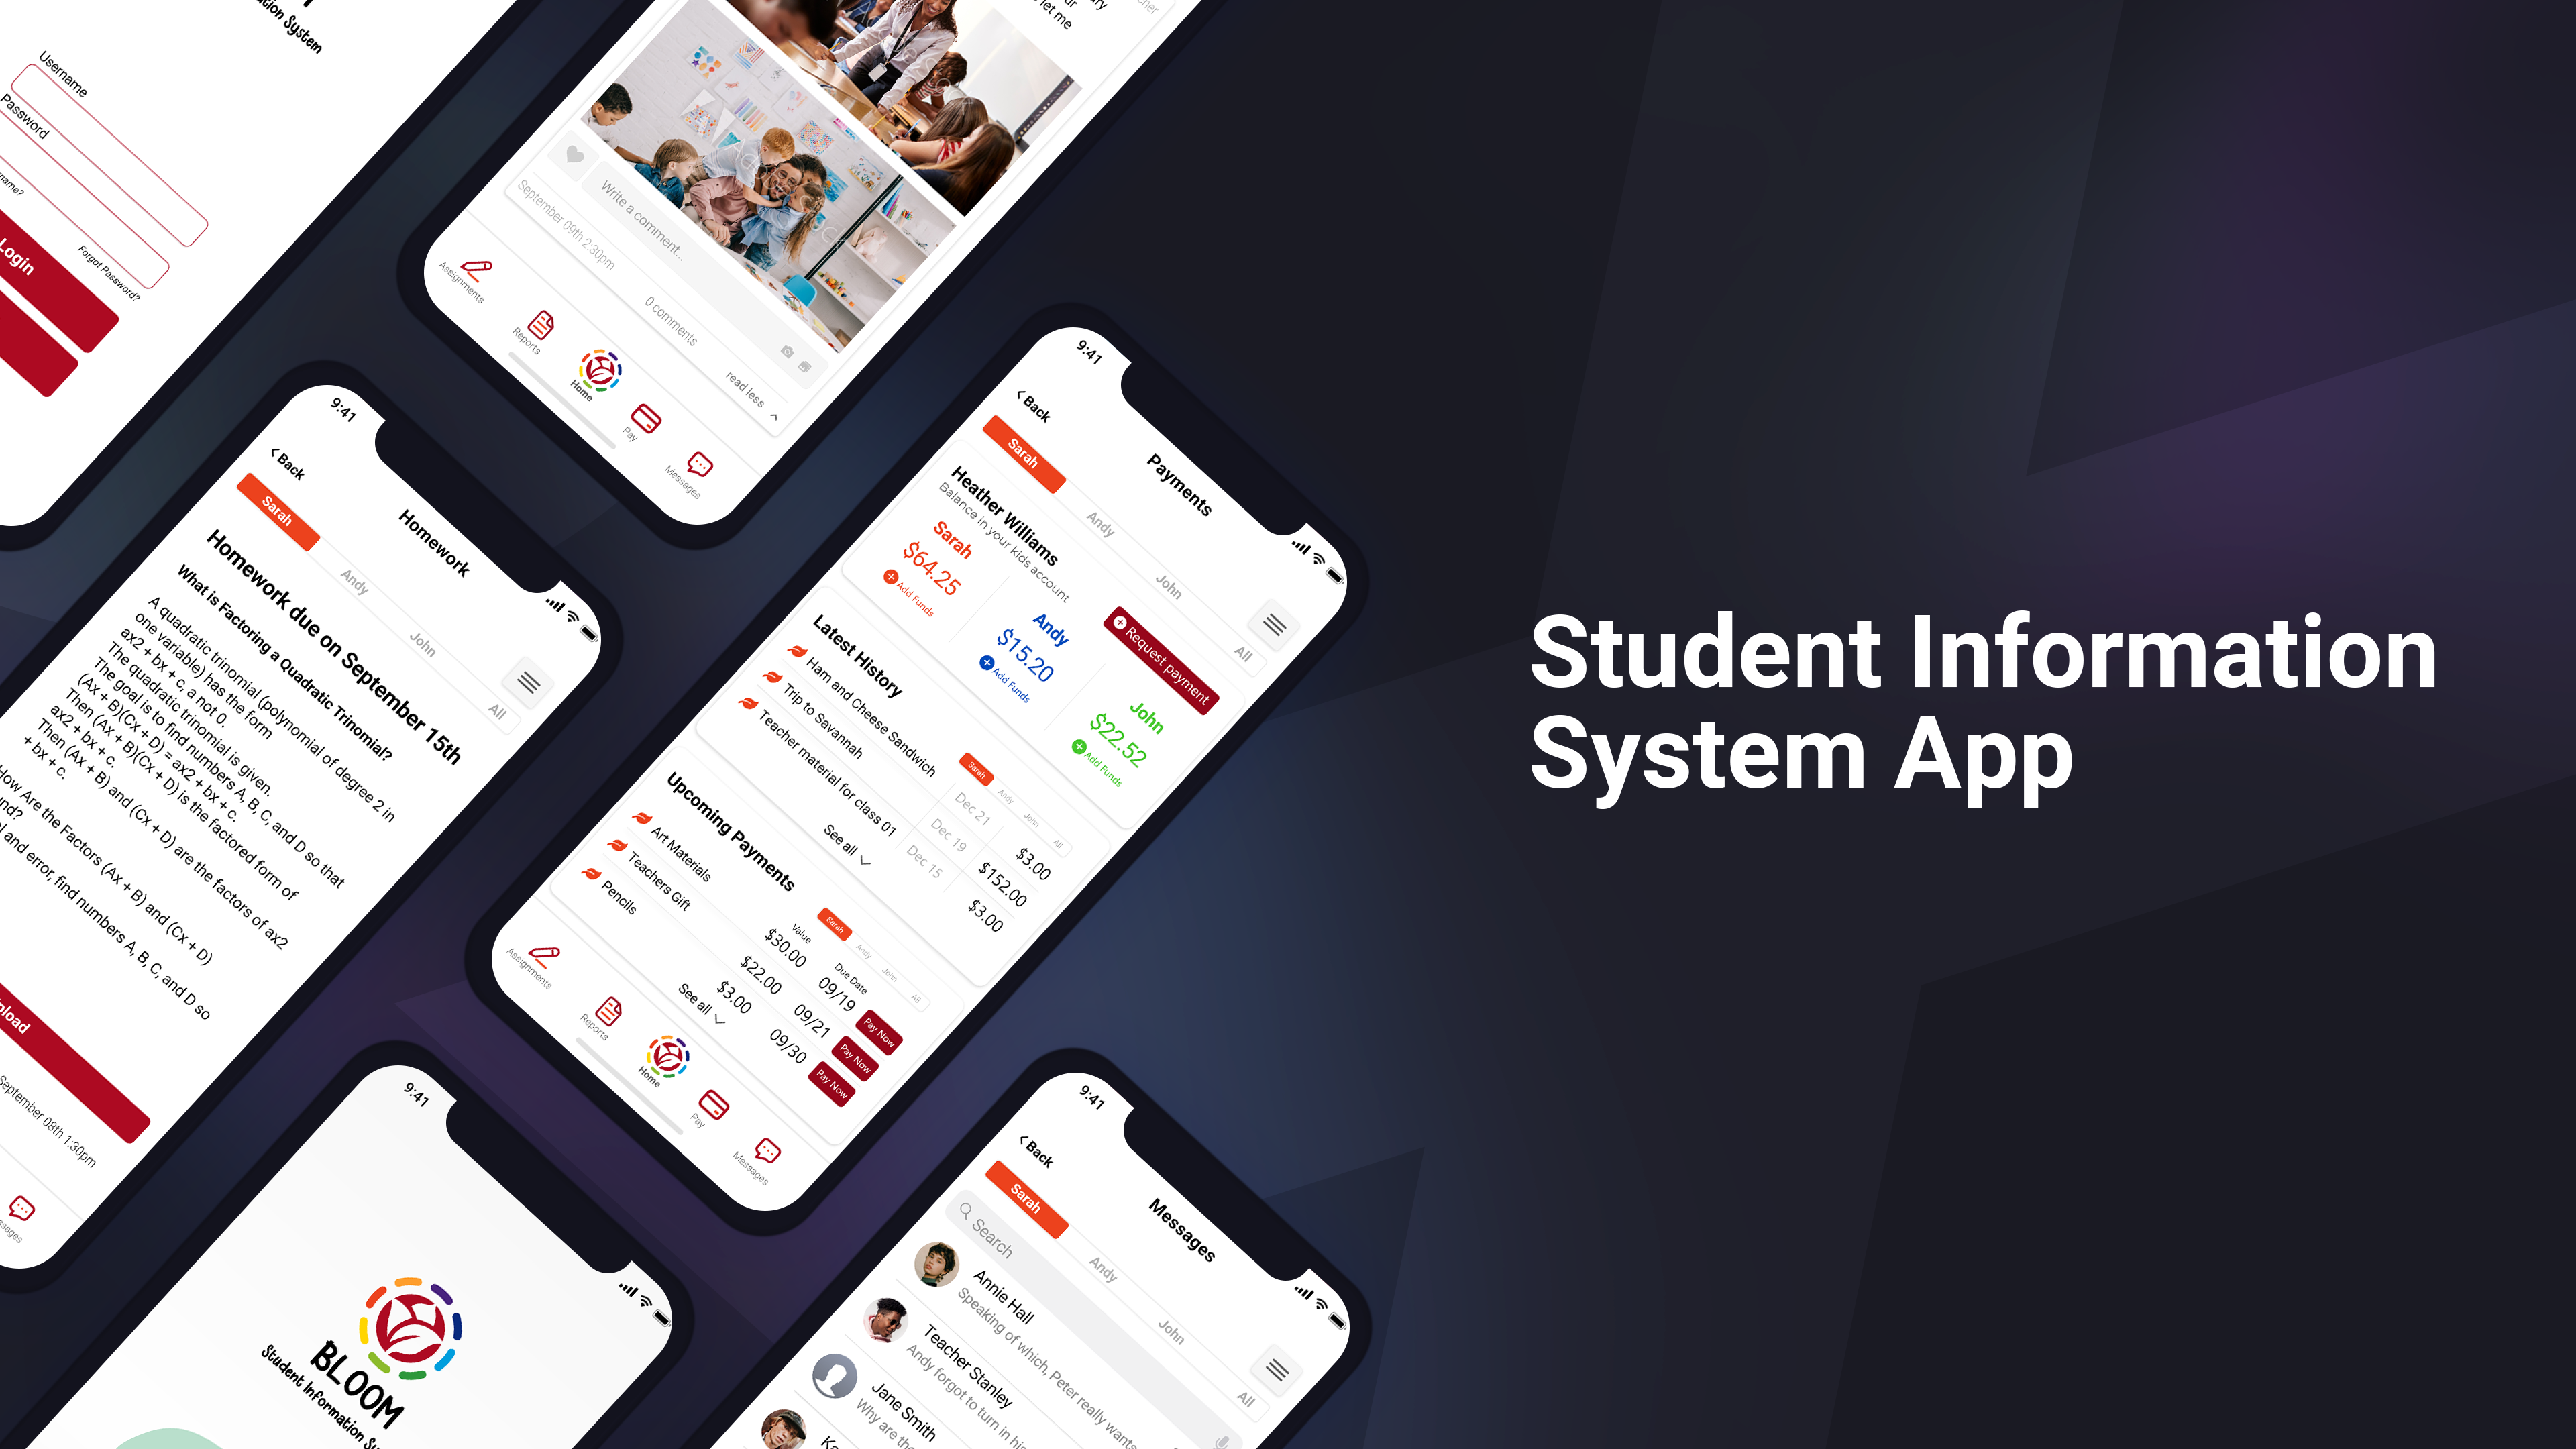 Student Information
System App
ation System
Username
Password
Forgot Password?
Login
let me
Write a comment...
September 09th 2:30pm
0 comments
read less
Assignments
Reports
Home
Pay
Messages
9:41
Back
Homework
Sarah
Andy
John
All
Homework due on September 15th
What is Factoring a Quadratic Trinomial?
A quadratic trinomial (polynomial of degree 2 in
one variable) has the form
ax2 + bx + c, a not 0.
The quadratic trinomial is given.
The goal is to find numbers A, B, C, and D so that
(Ax + B)(Cx + D) = ax2 + bx + c.
Then (Ax + B)(Cx + D)) is the factored form of
ax2 + bx + c.
Then (Ax + B) and (Cx + D) are the factors of ax2
+ bx + c.
How Are the Factors (Ax + B) and (Cx + D)
and error, find numbers A, B, C, and D so
September 08th 1:30pm
9:41
Back
Payments
Sarah
Andy
John
All
Heather Williams
Balance in your kids account
Request payment
Sarah
$64.25
Add Funds
Andy
$15.20
Add Funds
John
$22.52
Add Funds
Latest History
Sarah
Andy
John
All
Ham and Cheese Sandwich Dec 21 $3.00
Trip to Savannah Dec 19 $152.00
Teacher material for class 01 Dec 15 $3.00
See all
Upcoming Payments
Sarah
Andy
John
All
Value Due Date
Art Materials $30.00 09/19 Pay Now
Teachers Gift $22.00 09/21 Pay Now
Pencils $3.00 09/30 Pay Now
See all
Assignments
Reports
Home
Pay
Messages
9:41
BLOOM
Student Information
9:41
Back
Messages
Sarah
Andy
John
All
Search
Annie Hall
Speaking of which, Peter really wants
Teacher Stanley
Andy forgot to turn in his
Jane Smith
Why are the